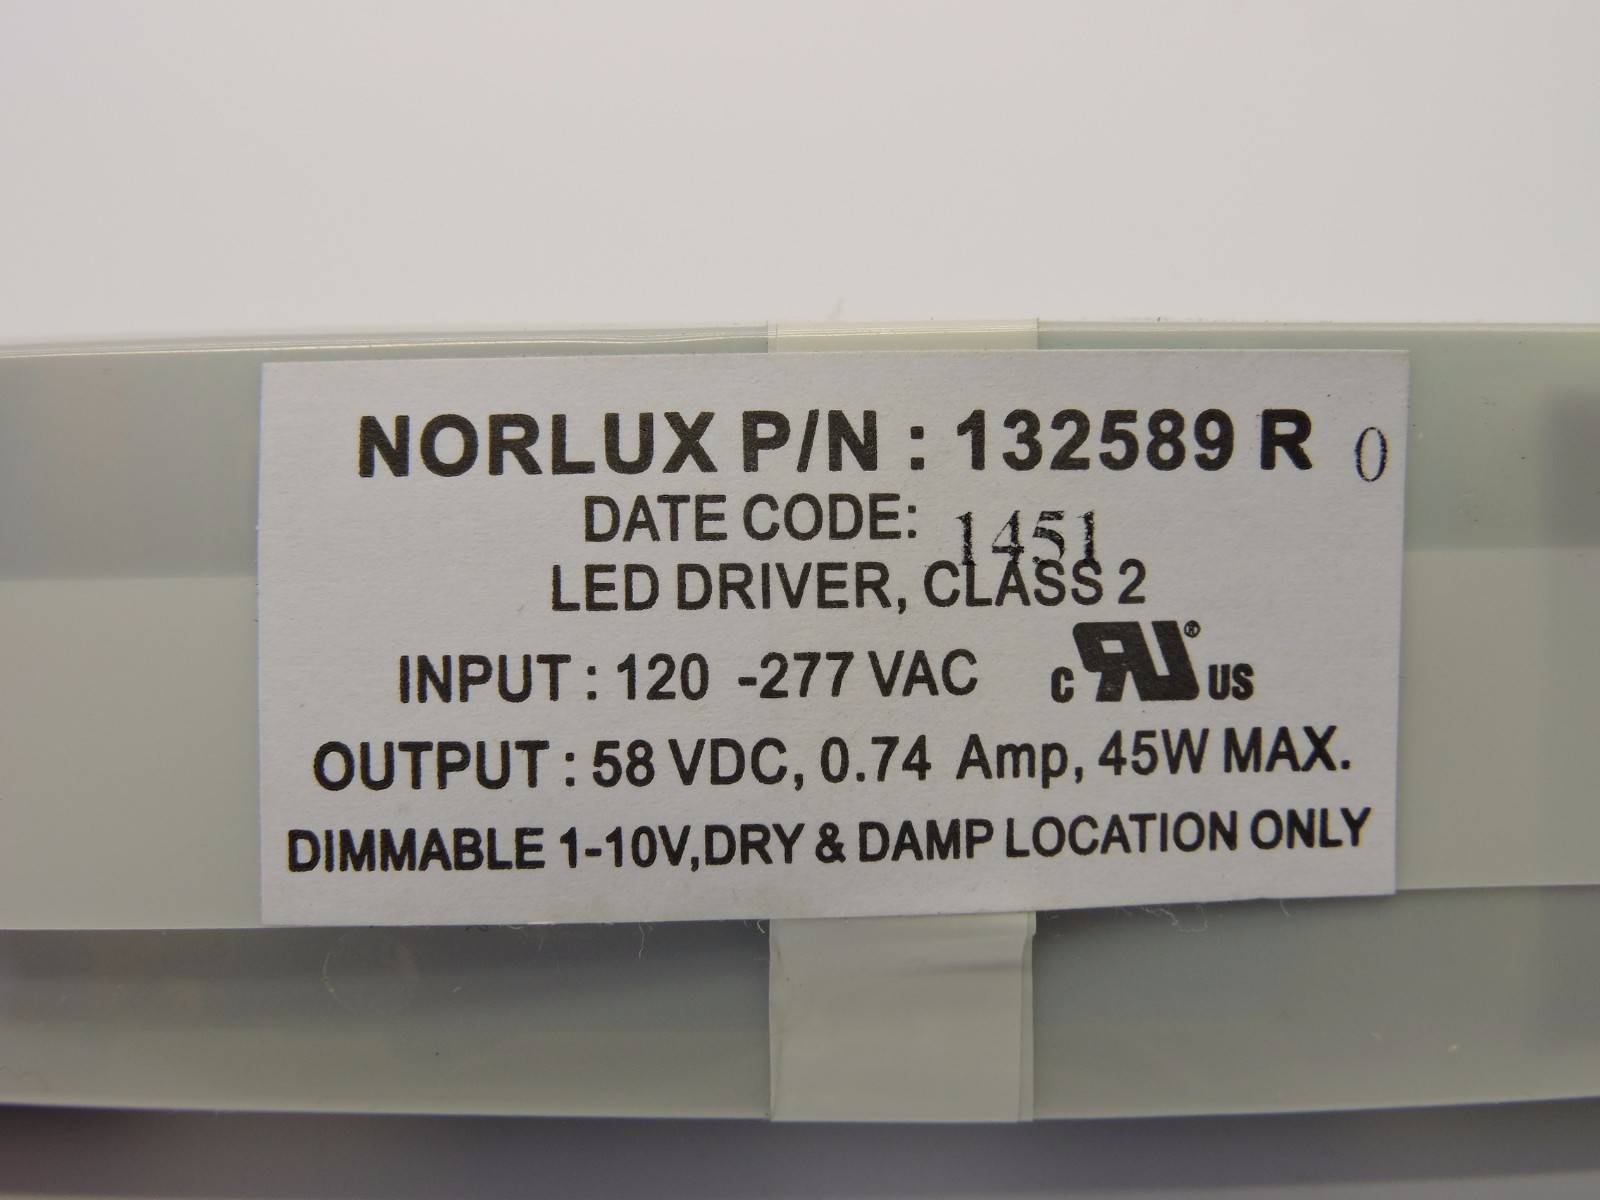 NORLUX P/N : 132589 R 0
DATE CODE: 1451
LED DRIVER, CLASS 2
INPUT : 120 -277 VAC c RU ® US
OUTPUT : 58 VDC, 0.74 Amp, 45W MAX.
DIMMABLE 1-10V,DRY & DAMP LOCATION ONLY